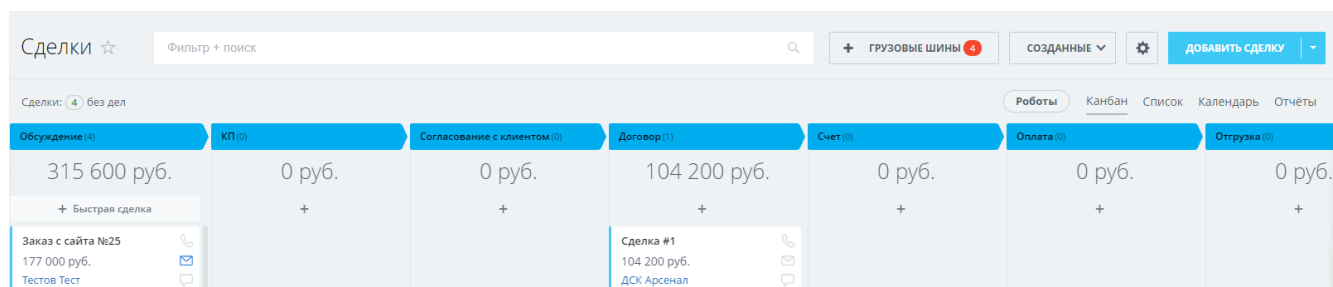 Сделки
Фильтр + поиск
+ ГРУЗОВЫЕ ШИНЫ 4
СОЗДАННЫЕ
ДОБАВИТЬ СДЕЛКУ
Сделки: 4 без дел
Роботы Канбан Список Календарь Отчёты
Обсуждение (4)
КП (0)
Согласование с клиентом (0)
Договор (1)
Счет (0)
Оплата (0)
Отгрузка (0)
315 600 руб.
0 руб.
0 руб.
104 200 руб.
0 руб.
0 руб.
0 руб.
+ Быстрая сделка
+
+
+
+
+
+
Заказ с сайта №25
177 000 руб.
Тестов Тест
Сделка #1
104 200 руб.
ДСК Арсенал